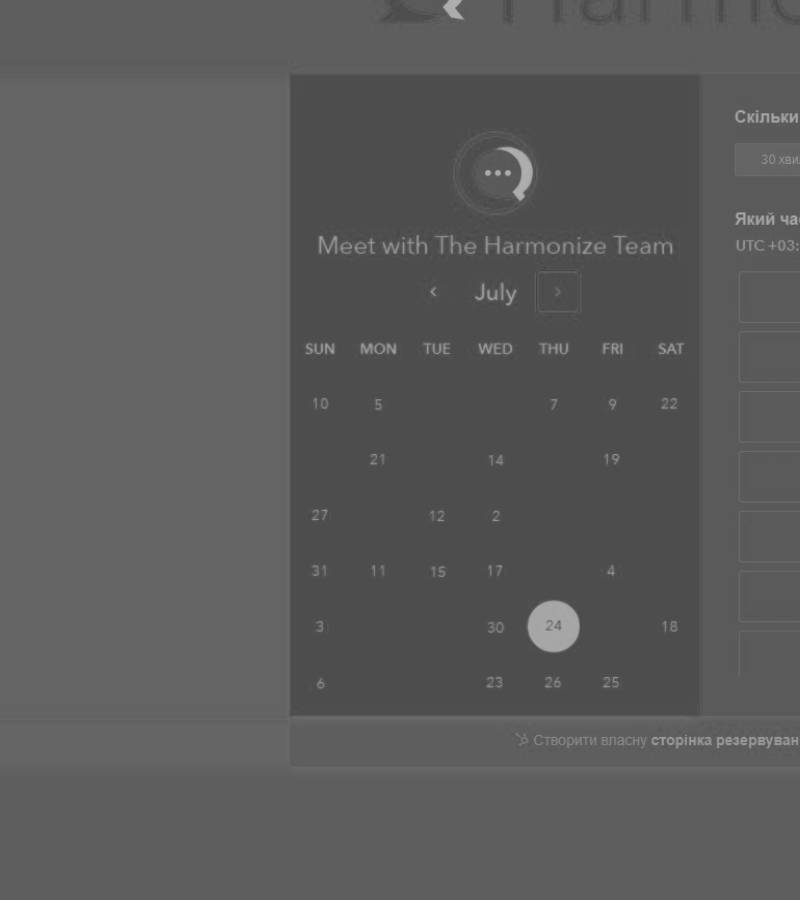 Harmo
Скільки
30 хви
Який ча
UTC +03:
Meet with The Harmonize Team
July
SUN MON TUE WED THU FRI SAT
10 5 7 9 22
21 14 19
27 12 2
31 11 15 17 4
3 30 24 18
6 23 26 25
Створити власну сторінка резервуван